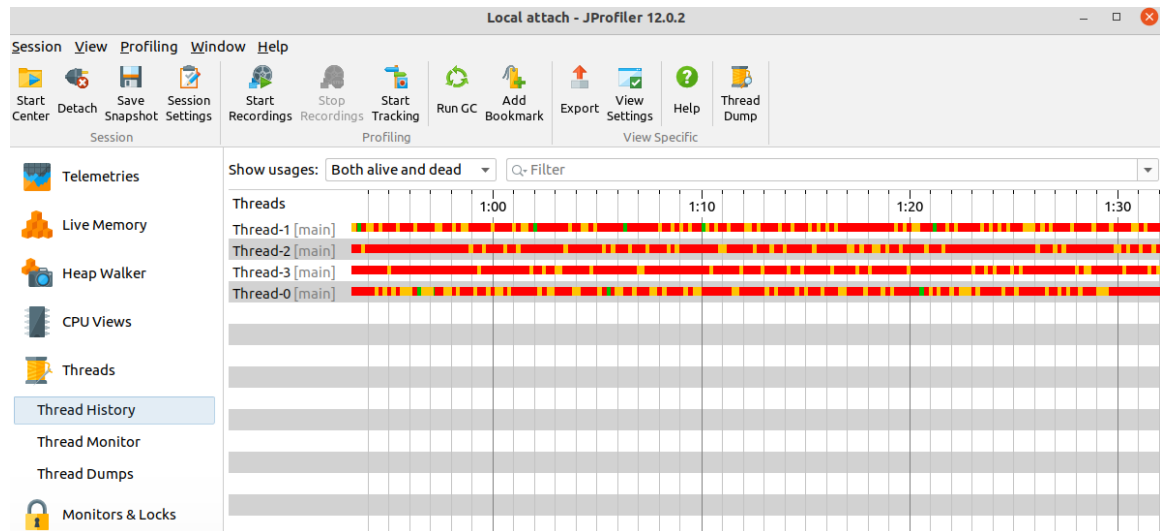 Local attach - JProfiler 12.0.2
Session View Profiling Window Help
Start Center
Detach
Save Snapshot
Session Settings
Start Recordings
Stop Recordings
Start Tracking
Run GC
Add Bookmark
Export
View Settings
Help
Thread Dump
Session
Profiling
View Specific
Telemetries
Live Memory
Heap Walker
CPU Views
Threads
Thread History
Thread Monitor
Thread Dumps
Monitors & Locks
Show usages: Both alive and dead Filter
Threads 1:00 1:10 1:20 1:30
Thread-1 [main]
Thread-2 [main]
Thread-3 [main]
Thread-0 [main]